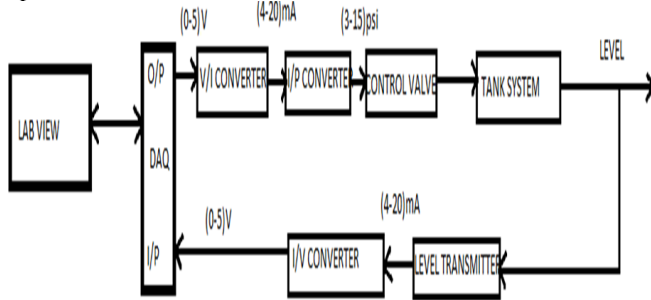 (0-5)V
(4-20)mA
(3-15)psi
LEVEL
O/P
V/I CONVERTER
I/P CONVERTER
CONTROL VALVE
TANK SYSTEM
LAB VIEW
DAQ
(0-5)V
(4-20)mA
I/P
I/V CONVERTER
LEVEL TRANSMITTER